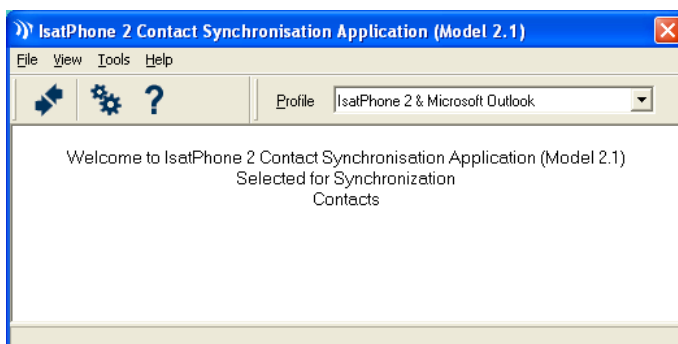 IsatPhone 2 Contact Synchronisation Application (Model 2.1)
File View Tools Help
Profile IsatPhone 2 & Microsoft Outlook
Welcome to IsatPhone 2 Contact Synchronisation Application (Model 2.1)
Selected for Synchronization
Contacts